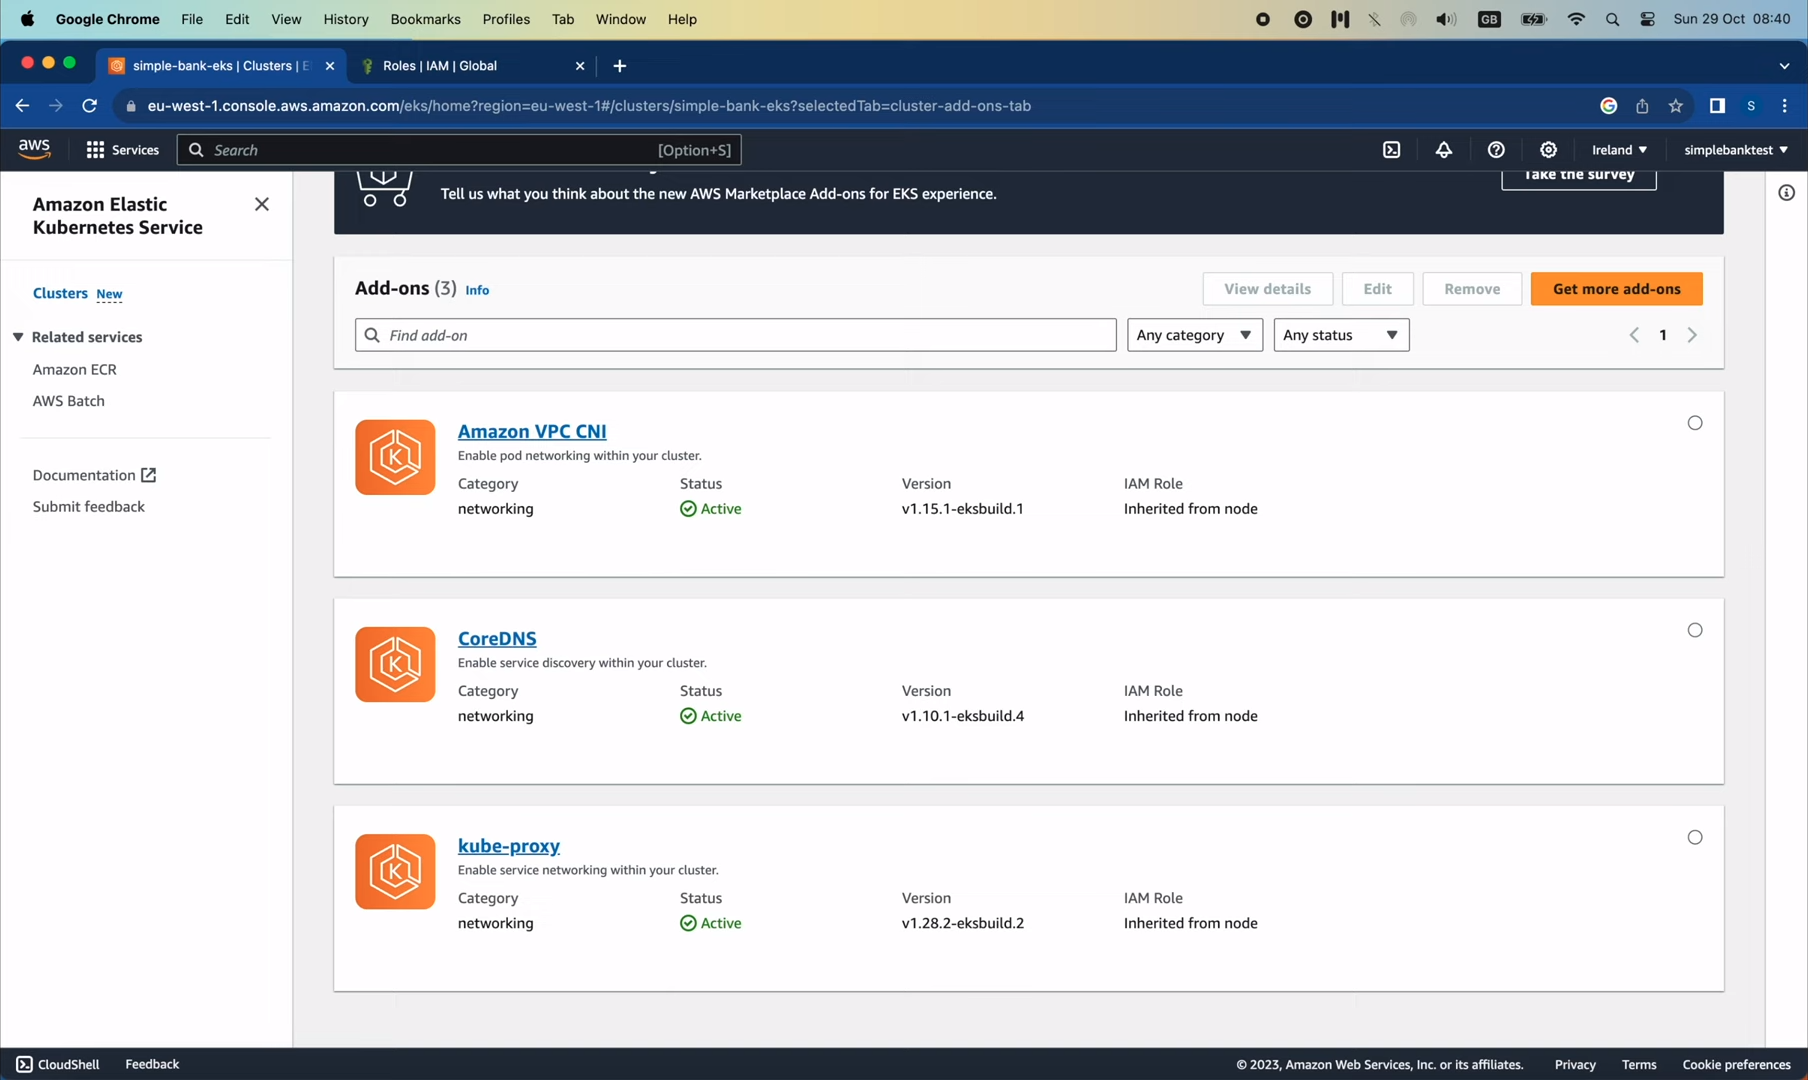 Google Chrome File Edit View History Bookmarks Profiles Tab Window Help GB Sun 29 Oct 08:40
simple-bank-eks | Clusters | E Roles | IAM | Global
eu-west-1.console.aws.amazon.com/eks/home?region=eu-west-1#/clusters/simple-bank-eks?selectedTab=cluster-add-ons-tab S
aws Services Search [Option+S] Ireland simplebanktest
Amazon Elastic
Kubernetes Service
Clusters New
Related services
Amazon ECR
AWS Batch
Documentation
Submit feedback
Tell us what you think about the new AWS Marketplace Add-ons for EKS experience.
Take the survey
Add-ons (3) Info View details Edit Remove Get more add-ons
Find add-on Any category Any status 1
Amazon VPC CNI
Enable pod networking within your cluster.
Category Status Version IAM Role
networking Active v1.15.1-eksbuild.1 Inherited from node
CoreDNS
Enable service discovery within your cluster.
Category Status Version IAM Role
networking Active v1.10.1-eksbuild.4 Inherited from node
kube-proxy
Enable service networking within your cluster.
Category Status Version IAM Role
networking Active v1.28.2-eksbuild.2 Inherited from node
CloudShell Feedback © 2023, Amazon Web Services, Inc. or its affiliates. Privacy Terms Cookie preferences